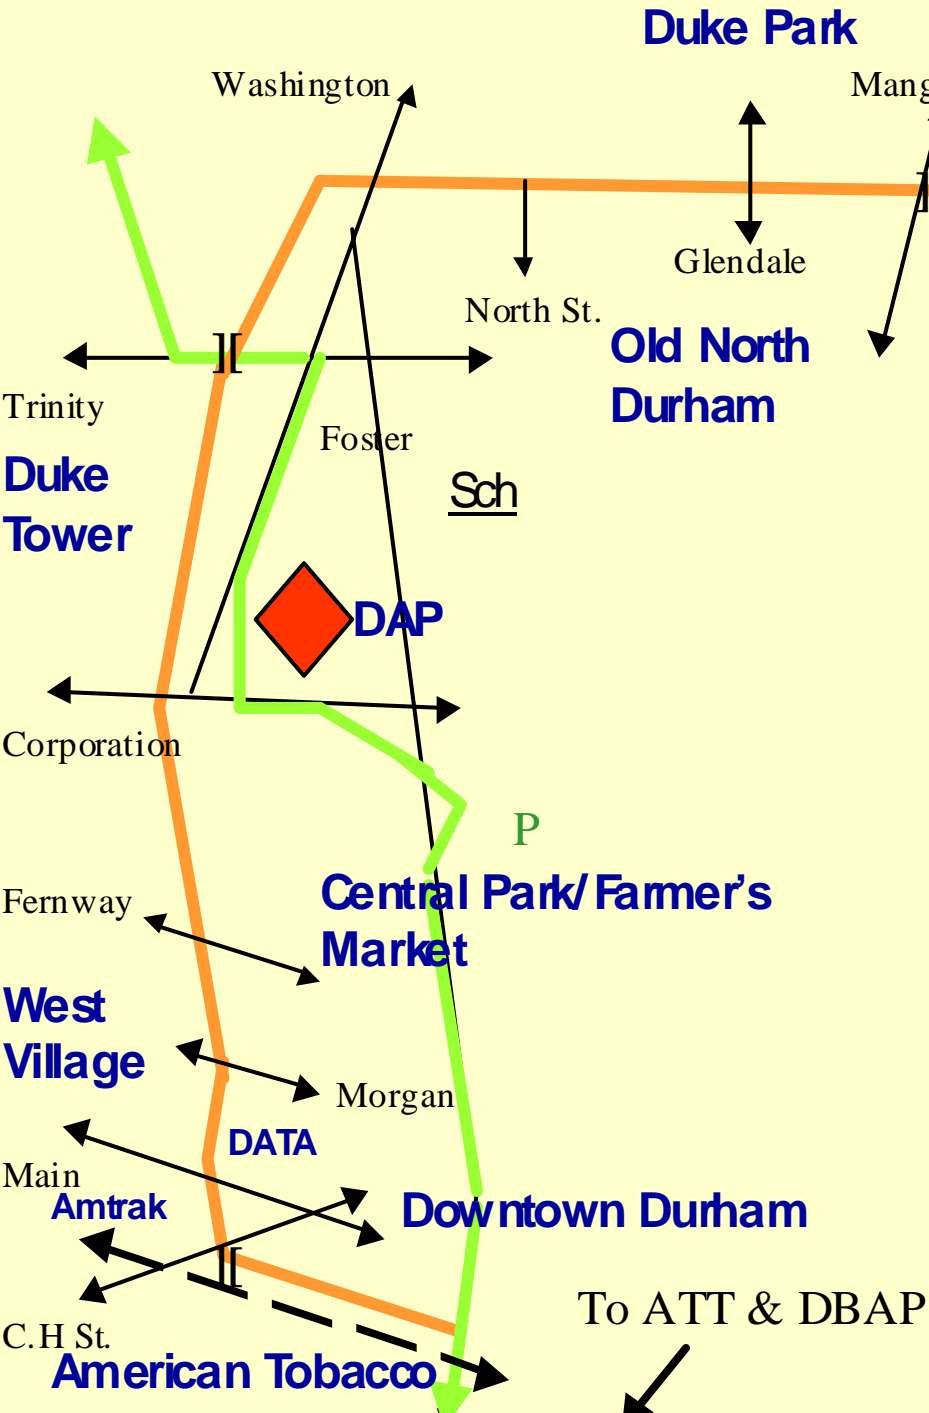 Duke Park
Washington
Mang
Glendale
North St.
][
Old North
Durham
Trinity
Foster
Duke
Tower
Sch
DAP
Corporation
P
Central Park/Farmer’s
Market
Fernway
West
Village
Morgan
DATA
Main
Amtrak
Downtown Durham
][
To ATT & DBAP
C.H St.
American Tobacco